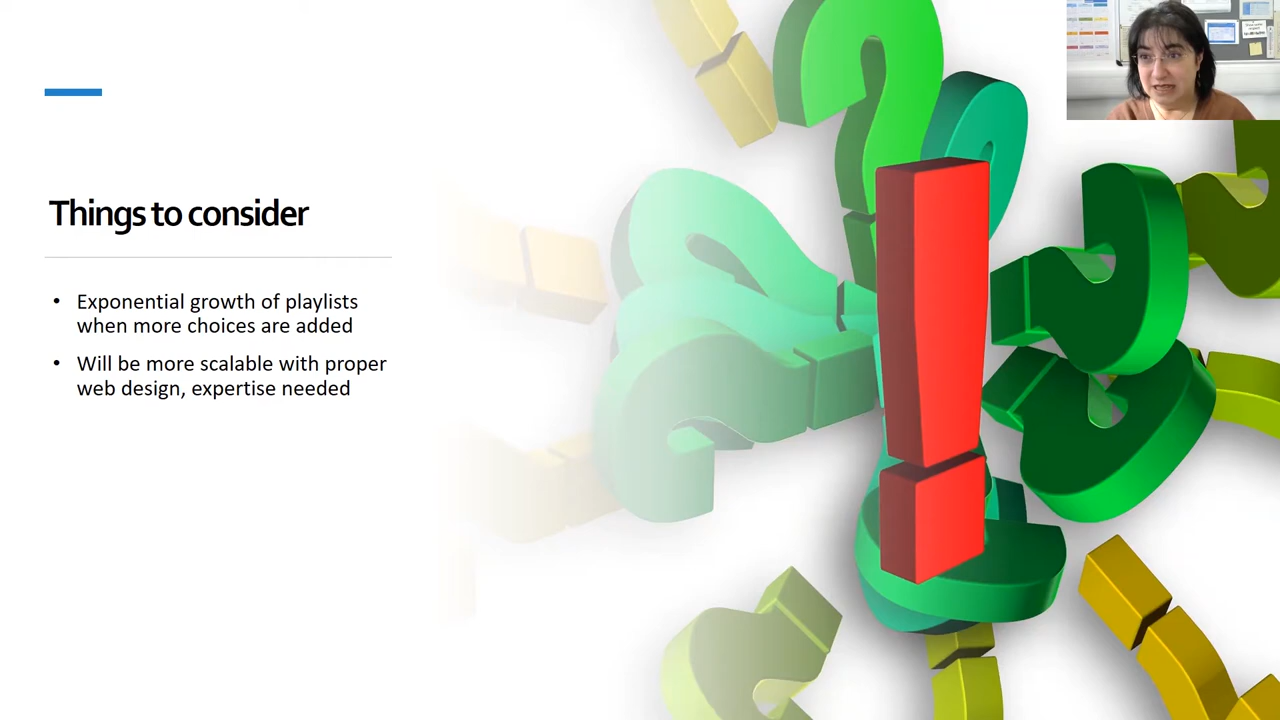 Things to consider
• Exponential growth of playlists
when more choices are added
• Will be more scalable with proper
web design, expertise needed